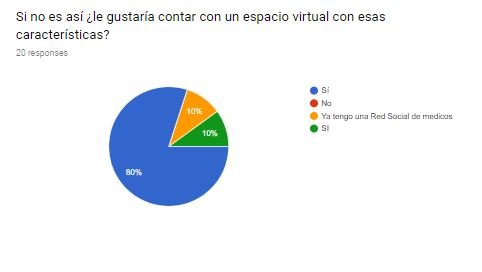 Si no es así ¿le gustaría contar con un espacio virtual con esas
características?
20 responses
Sí
No
Ya tengo una Red Social de medicos
SI
10%
10%
80%